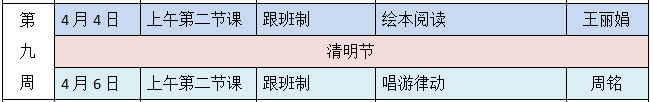 第九周
4月4日 上午第二节课 跟班制 绘本阅读 王丽娟
清明节
4月6日 上午第二节课 跟班制 唱游律动 周铭